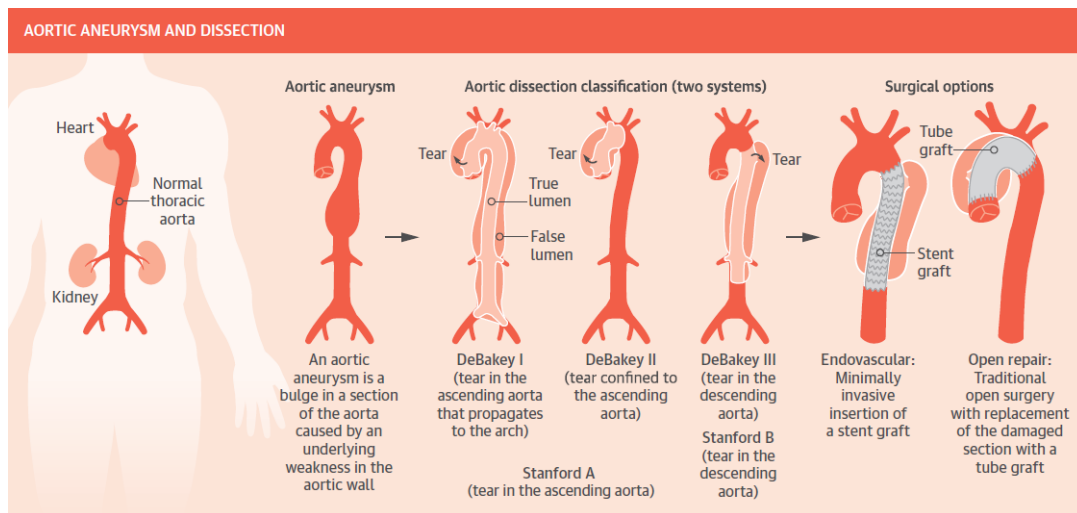 AORTIC ANEURYSM AND DISSECTION
Heart
Normal
thoracic
aorta
Kidney
Aortic aneurysm
An aortic
aneurysm is a
bulge in a section
of the aorta
caused by an
underlying
weakness in the
aortic wall
Aortic dissection classification (two systems)
Tear
True
lumen
False
lumen
Tear
Tear
DeBakey I
(tear in the
ascending aorta
that propagates
to the arch)
DeBakey II
(tear confined to
the ascending
aorta)
Stanford A
(tear in the ascending aorta)
DeBakey III
(tear in the
descending
aorta)
Stanford B
(tear in the
descending
aorta)
Surgical options
Tube
graft
Stent
graft
Endovascular:
Minimally
invasive
insertion of
a stent graft
Open repair:
Traditional
open surgery
with replacement
of the damaged
section with a
tube graft